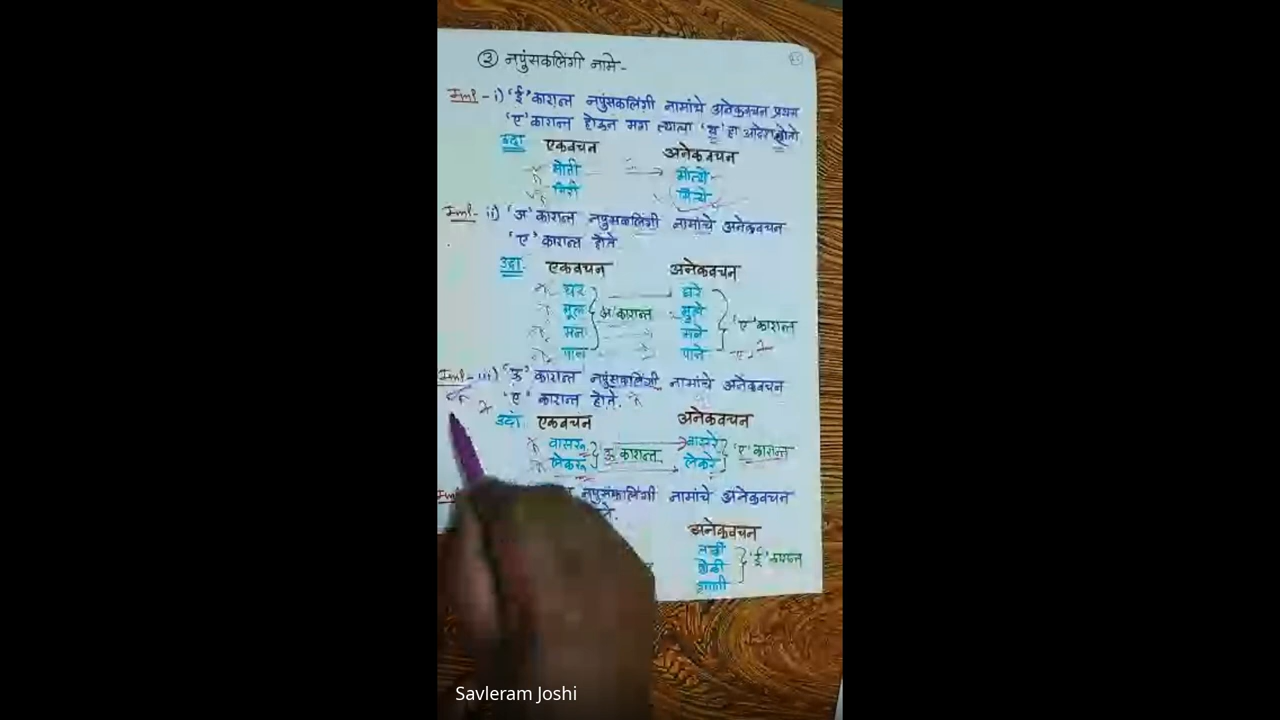 ③ नपुंसकलिंगी नामे -
Imp - i) 'ई' कारान्त नपुंसकलिंगी नामांचे अनेकवचन प्रथम
'ए' कारान्त होऊन मग त्याला 'य' हा आदेश होतो
उदा. एकवचन अनेकवचन
मोती → मोत्ये
मिरी मिर्ये
Imp - ii) 'अ' कारान्त नपुंसकलिंगी नामांचे अनेकवचन
'ए' कारान्त होते
उदा. एकवचन अनेकवचन
घर घरे
मूल 'अ' कारान्त मुले 'ए' कारान्त
मन मने
पान पाने
Imp - iii) 'ऊ' कारान्त नपुंसकलिंगी नामांचे अनेकवचन
'ए' कारान्त होते.
उदा. एकवचन अनेकवचन
वासरू ऊ कारान्त वासरे 'ए' कारान्त
लेकरू लेकरे
नपुंसकलिंगी नामांचे अनेकवचन
अनेकवचन
'ई' कारान्त
Savleram Joshi